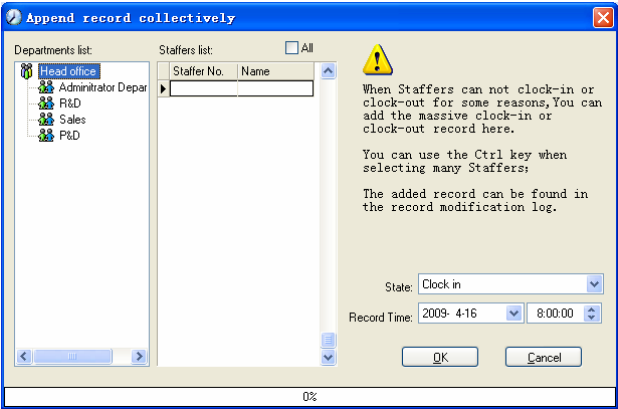 Append record collectively
Departments list:
Staffers list:
All
Head office
Adminitrator Depar
R&D
Sales
P&D
Staffer No. Name
When Staffers can not clock-in or
clock-out for some reasons,You can
add the massive clock-in or
clock-out record here.
You can use the Ctrl key when
selecting many Staffers;
The added record can be found in
the record modification log.
State: Clock in
Record Time: 2009- 4-16 8:00:00
OK Cancel
0%